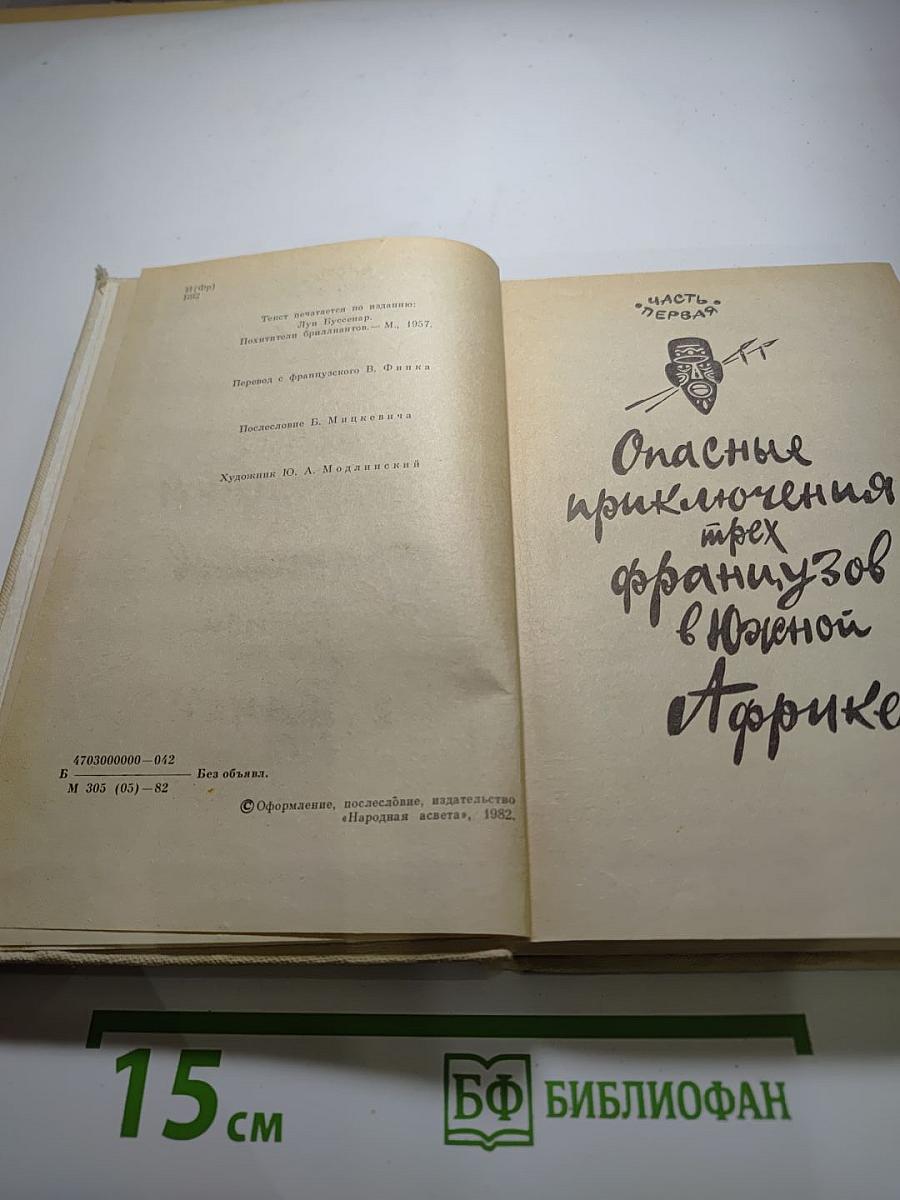 И(Фр)
Б92
Текст печатается по изданию:
Луи Буссенар.
Похитители бриллиантов. — М., 1957.
Перевод с французского В. Финка
Послесловие Б. Мицкевича
Художник Ю. А. Модлинский
4703000000—042
Б ———— Без объявл.
М 305 (05)—82
© Оформление, послесловие, издательство
«Народная асвета», 1982.
ЧАСТЬ
ПЕРВАЯ
Опасные
приключения
трех
французов
в Южной
Африке
15 см
БФ БИБЛИОФАН